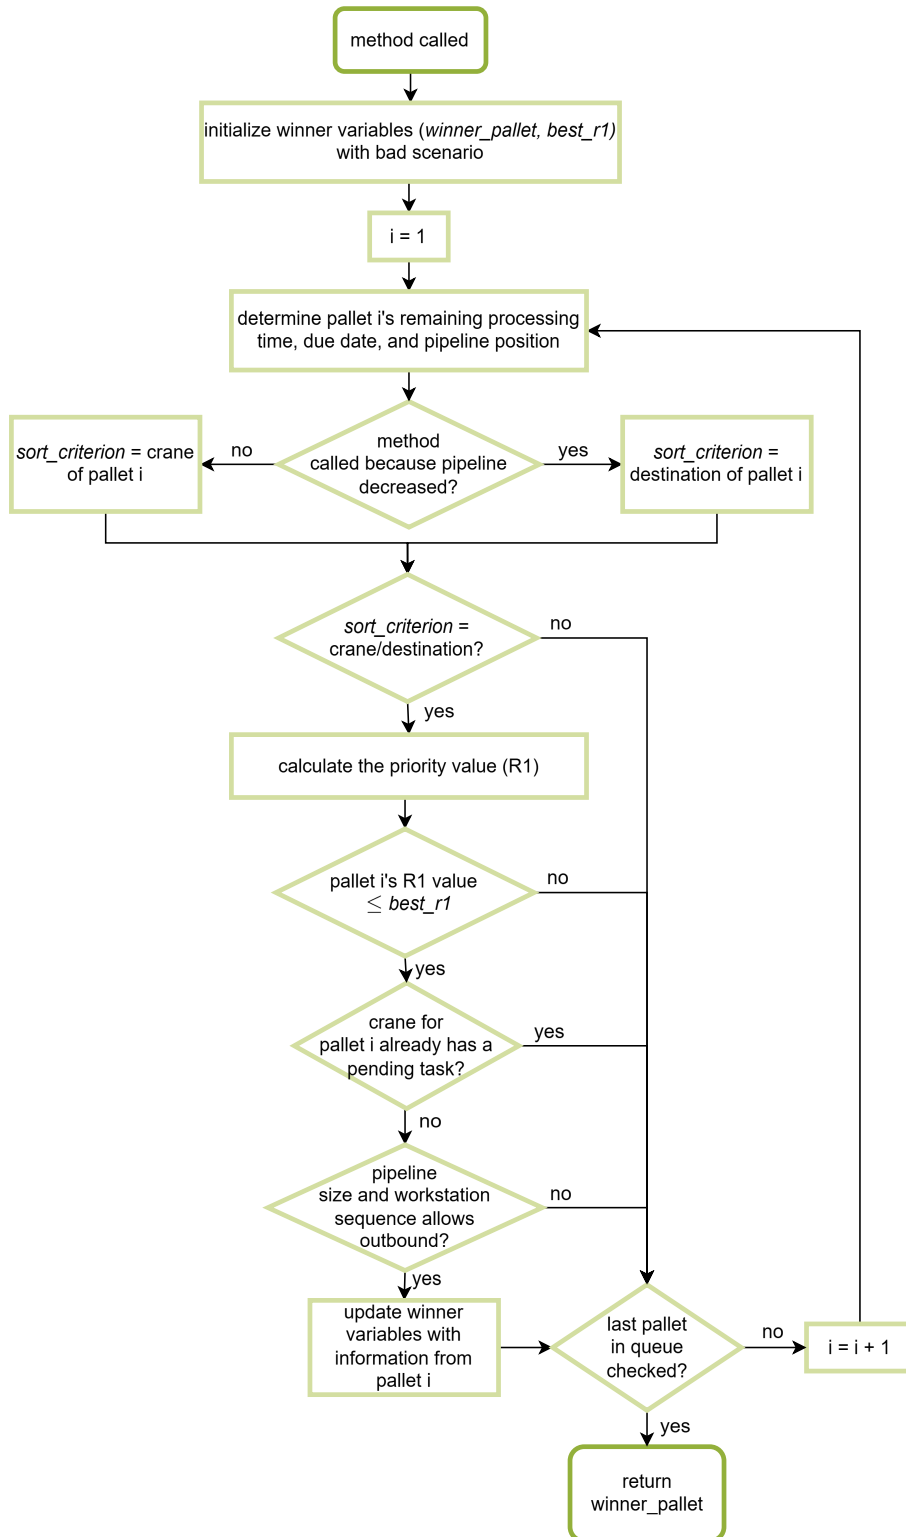 method called
initialize winner variables (winner_pallet, best_r1)
with bad scenario
i = 1
determine pallet i's remaining processing
time, due date, and pipeline position
method
called because pipeline
decreased?
no
yes
sort_criterion = crane
of pallet i
sort_criterion =
destination of pallet i
sort_criterion =
crane/destination?
no
yes
calculate the priority value (R1)
pallet i's R1 value
≤ best_r1
no
yes
crane for
pallet i already has a
pending task?
yes
no
pipeline
size and workstation
sequence allows
outbound?
no
yes
update winner
variables with
information from
pallet i
last pallet
in queue
checked?
no
i = i + 1
yes
return
winner_pallet